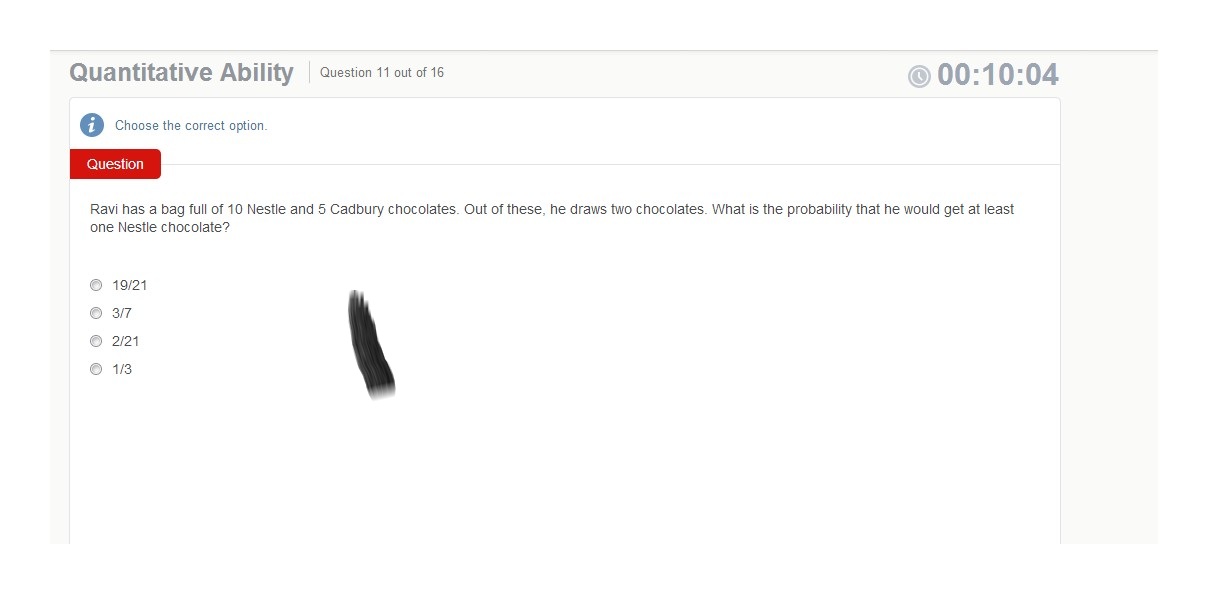 Quantitative Ability
Question 11 out of 16
00:10:04
i
Choose the correct option.
Question
Ravi has a bag full of 10 Nestle and 5 Cadbury chocolates. Out of these, he draws two chocolates. What is the probability that he would get at least
one Nestle chocolate?
19/21
3/7
2/21
1/3